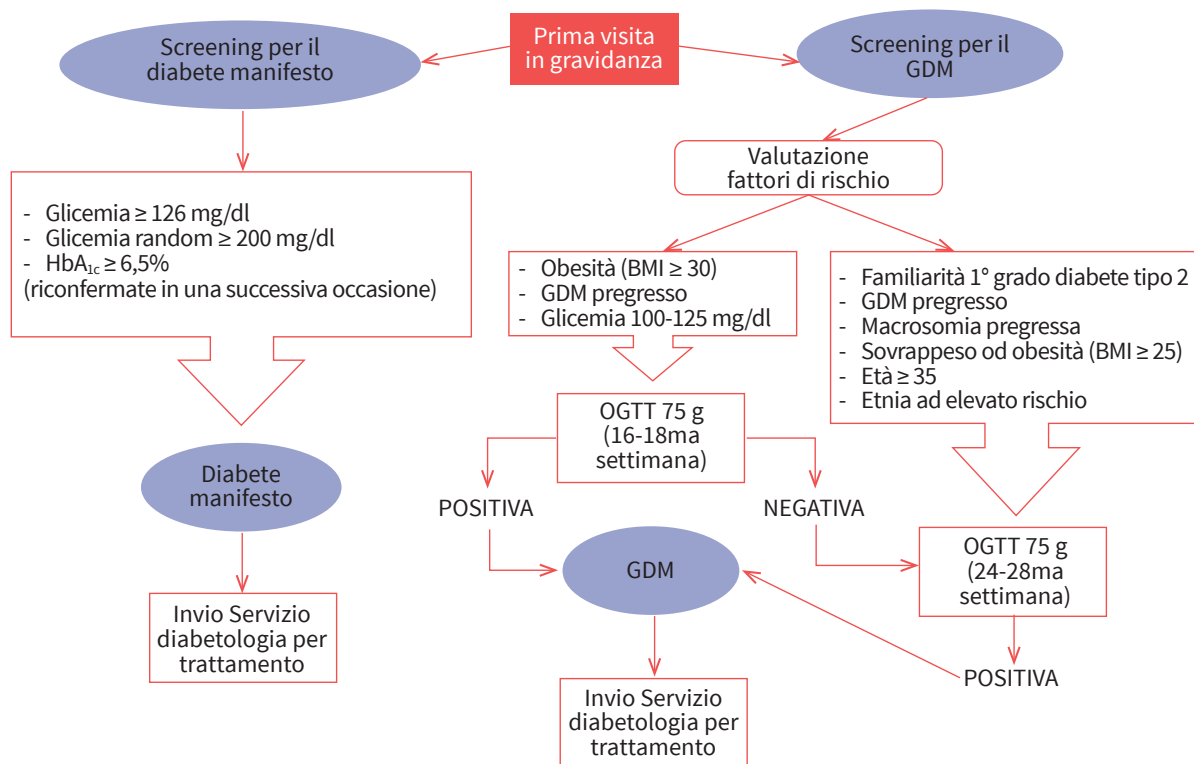 Prima visita
in gravidanza
Screening per il
diabete manifesto
Screening per il
GDM
Valutazione
fattori di rischio
- Glicemia ≥ 126 mg/dl
- Glicemia random ≥ 200 mg/dl
- HbA1c ≥ 6,5%
(riconfermate in una successiva occasione)
- Obesità (BMI ≥ 30)
- GDM pregresso
- Glicemia 100-125 mg/dl
- Familiarità 1° grado diabete tipo 2
- GDM pregresso
- Macrosomia pregressa
- Sovrappeso od obesità (BMI ≥ 25)
- Età ≥ 35
- Etnia ad elevato rischio
OGTT 75 g
(16-18ma
settimana)
Diabete
manifesto
POSITIVA
NEGATIVA
GDM
OGTT 75 g
(24-28ma
settimana)
Invio Servizio
diabetologia per
trattamento
POSITIVA
Invio Servizio
diabetologia per
trattamento